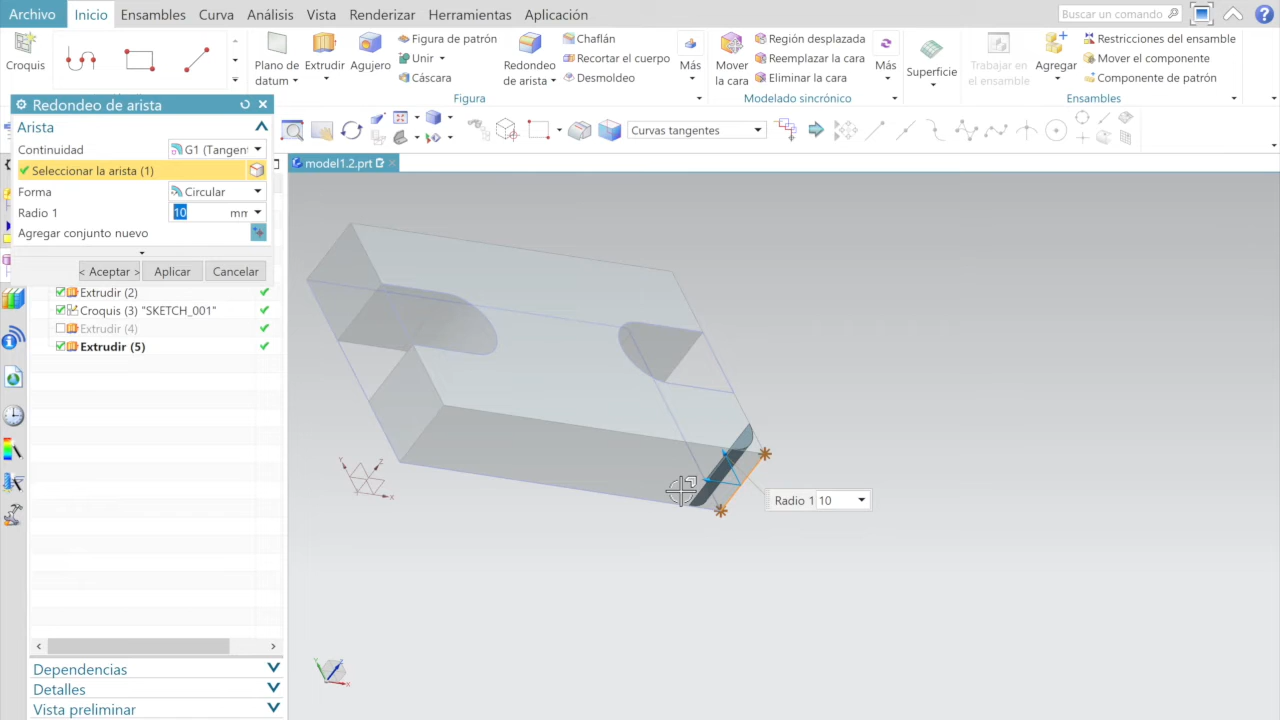 Archivo Inicio Ensambles Curva Análisis Vista Renderizar Herramientas Aplicación Buscar un comando
Croquis
Plano de datum
Extrudir
Agujero
Figura de patrón
Unir
Cáscara
Redondeo de arista
Chaflán
Recortar el cuerpo
Desmoldeo
Más
Figura
Mover la cara
Región desplazada
Reemplazar la cara
Eliminar la cara
Más
Modelado sincrónico
Superficie
Trabajar en el ensamble
Agregar
Restricciones del ensamble
Mover el componente
Componente de patrón
Ensambles
Curvas tangentes
Redondeo de arista
Arista
Continuidad G1 (Tangen
Seleccionar la arista (1)
Forma Circular
Radio 1 10 mm
Agregar conjunto nuevo
< Aceptar > Aplicar Cancelar
Extrudir (2)
Croquis (3) "SKETCH_001"
Extrudir (4)
Extrudir (5)
Dependencias
Detalles
Vista preliminar
model1.2.prt
Radio 1 10
Y Z X
Y Z X